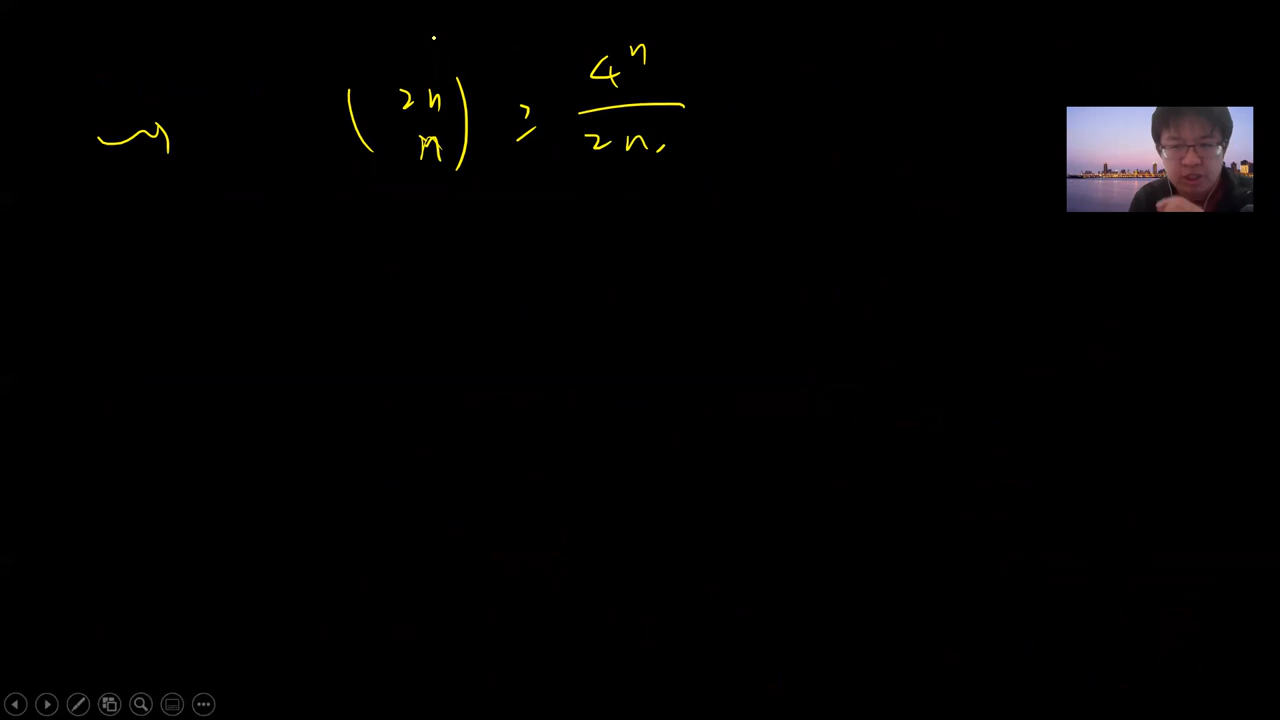 (2n n) ≥ 4^n / 2n,